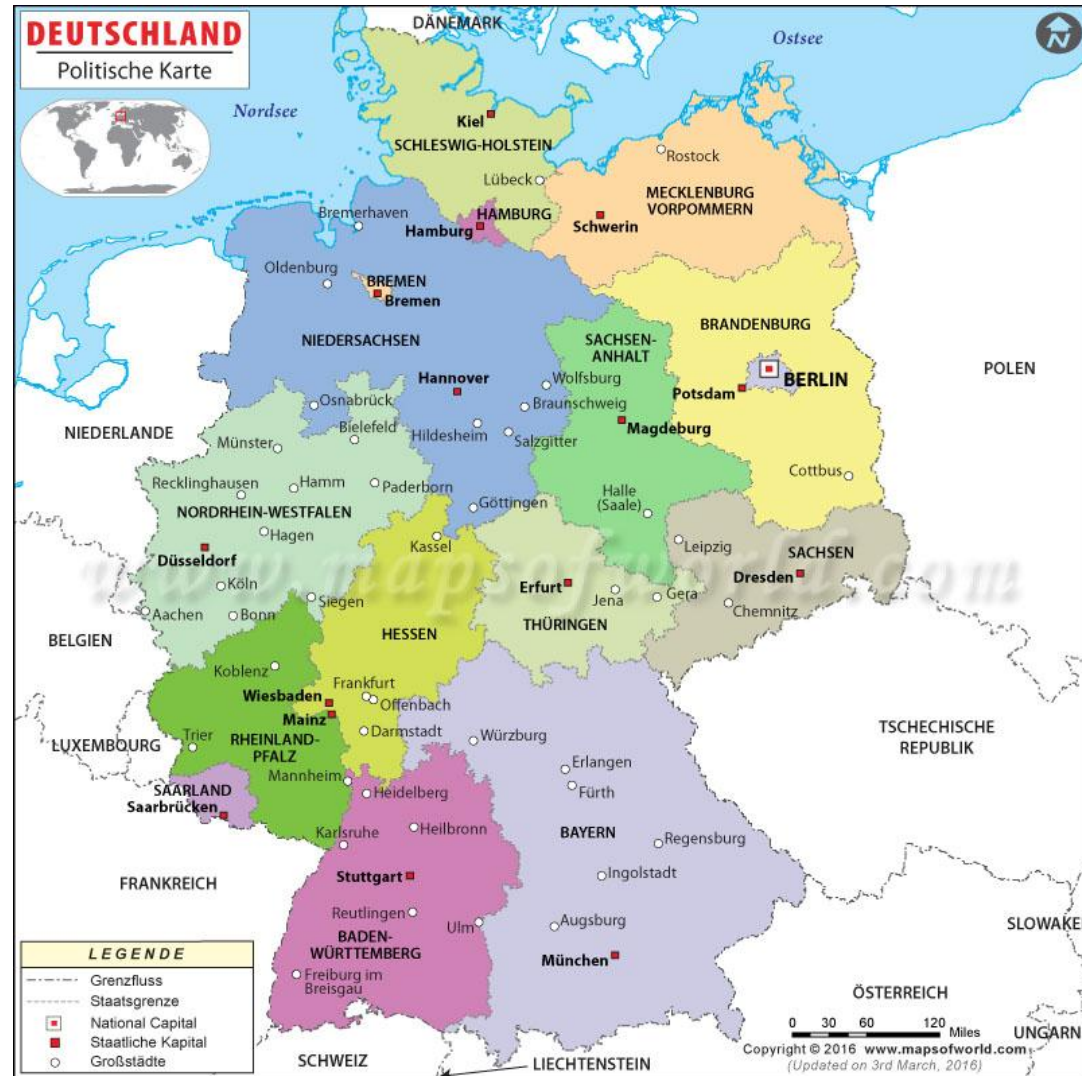 DEUTSCHLAND
Politische Karte
DÄNEMARK
Ostsee
N
Nordsee
Kiel
SCHLESWIG-HOLSTEIN
Rostock
Lübeck
MECKLENBURG
VORPOMMERN
Bremerhaven
HAMBURG
Hamburg
Schwerin
Oldenburg
BREMEN
Bremen
NIEDERSACHSEN
SACHSEN-
ANHALT
BRANDENBURG
POLEN
Hannover
Wolfsburg
BERLIN
Potsdam
Osnabrück
Braunschweig
NIEDERLANDE
Bielefeld
Hildesheim
Salzgitter
Magdeburg
Münster
Cottbus
Recklinghausen
Hamm
Paderborn
Göttingen
Halle
(Saale)
NORDRHEIN-WESTFALEN
Hagen
Kassel
Leipzig
SACHSEN
Düsseldorf
www.mapsofworld.com
Erfurt
Dresden
Köln
Jena
Gera
Aachen
Bonn
Siegen
Chemnitz
THÜRINGEN
BELGIEN
HESSEN
Koblenz
Frankfurt
Wiesbaden
Offenbach
Mainz
LUXEMBOURG
Trier
RHEINLAND-
PFALZ
Darmstadt
Würzburg
TSCHECHISCHE
REPUBLIK
Mannheim
Erlangen
SAARLAND
Heidelberg
Fürth
Saarbrücken
Karlsruhe
Heilbronn
BAYERN
Regensburg
FRANKREICH
Stuttgart
Ingolstadt
Reutlingen
Ulm
Augsburg
SLOWAKE
BADEN-
WÜRTTEMBERG
München
Freiburg im
Breisgau
ÖSTERREICH
LEGENDE
Grenzfluss
Staatsgrenze
National Capital
Staatliche Kapital
Großstädte
SCHWEIZ
LIECHTENSTEIN
UNGARN
0 30 60 120 Miles
Copyright © 2016 www.mapsofworld.com
(Updated on 3rd March, 2016)